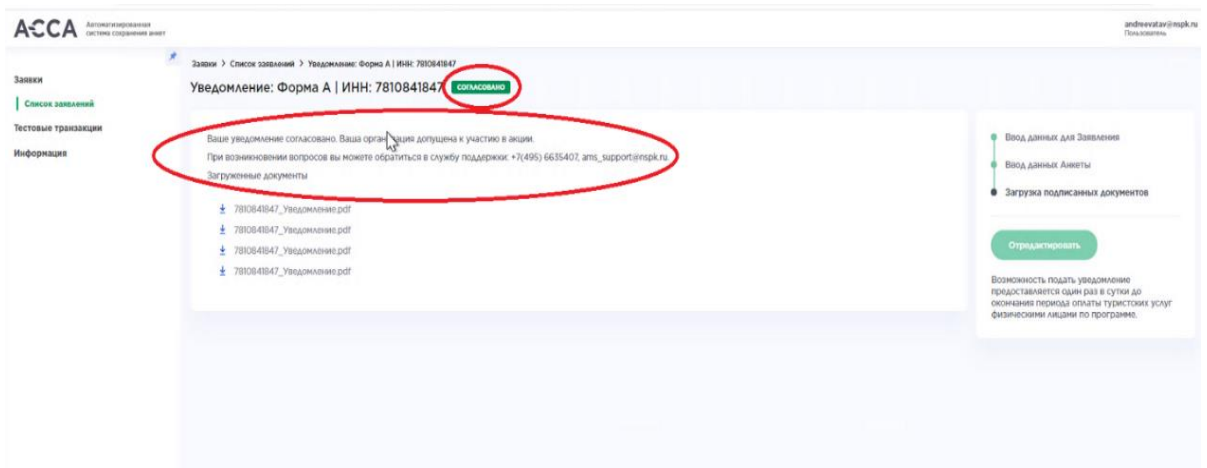 АССА
Автоматизированная
система сохранения анкет
andreevatav@nspk.ru
Пользователь
Заявки
Список заявлений
Тестовые транзакции
Информация
Заявки > Список заявлений > Уведомление: Форма А | ИНН: 7810841847
Уведомление: Форма А | ИНН: 7810841847 СОГЛАСОВАНО
Ваше уведомление согласовано. Ваша организация допущена к участию в акции.
При возникновении вопросов вы можете обратиться в службу поддержки: +7(495) 6635407, ams_support@nspk.ru.
Загруженные документы
7810841847_Уведомление.pdf
7810841847_Уведомление.pdf
7810841847_Уведомление.pdf
7810841847_Уведомление.pdf
Ввод данных для Заявления
Ввод данных Анкеты
Загрузка подписанных документов
Отредактировать
Возможность подать уведомление
предоставляется один раз в сутки до
окончания периода оплаты туристских услуг
физическими лицами по программе.